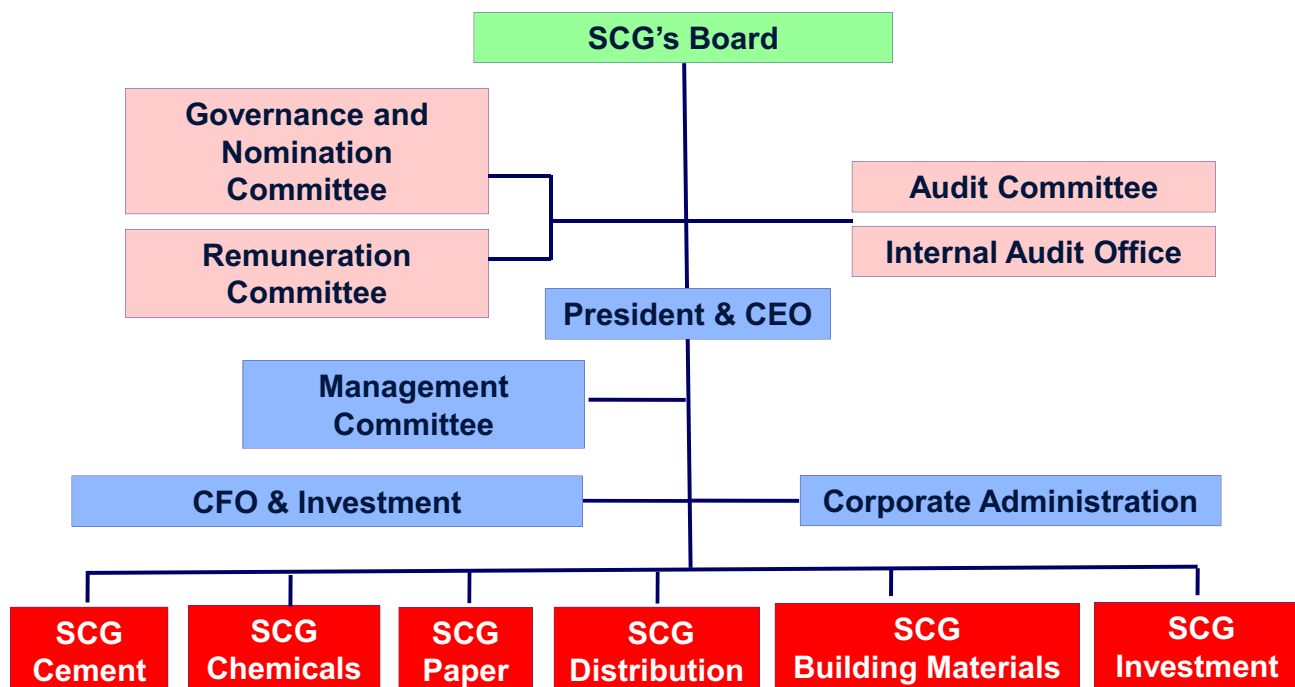 SCG’s Board
Governance and
Nomination
Committee
Audit Committee
Remuneration
Committee
Internal Audit Office
President & CEO
Management
Committee
CFO & Investment
Corporate Administration
SCG
Cement
SCG
Chemicals
SCG
Paper
SCG
Distribution
SCG
Building Materials
SCG
Investment